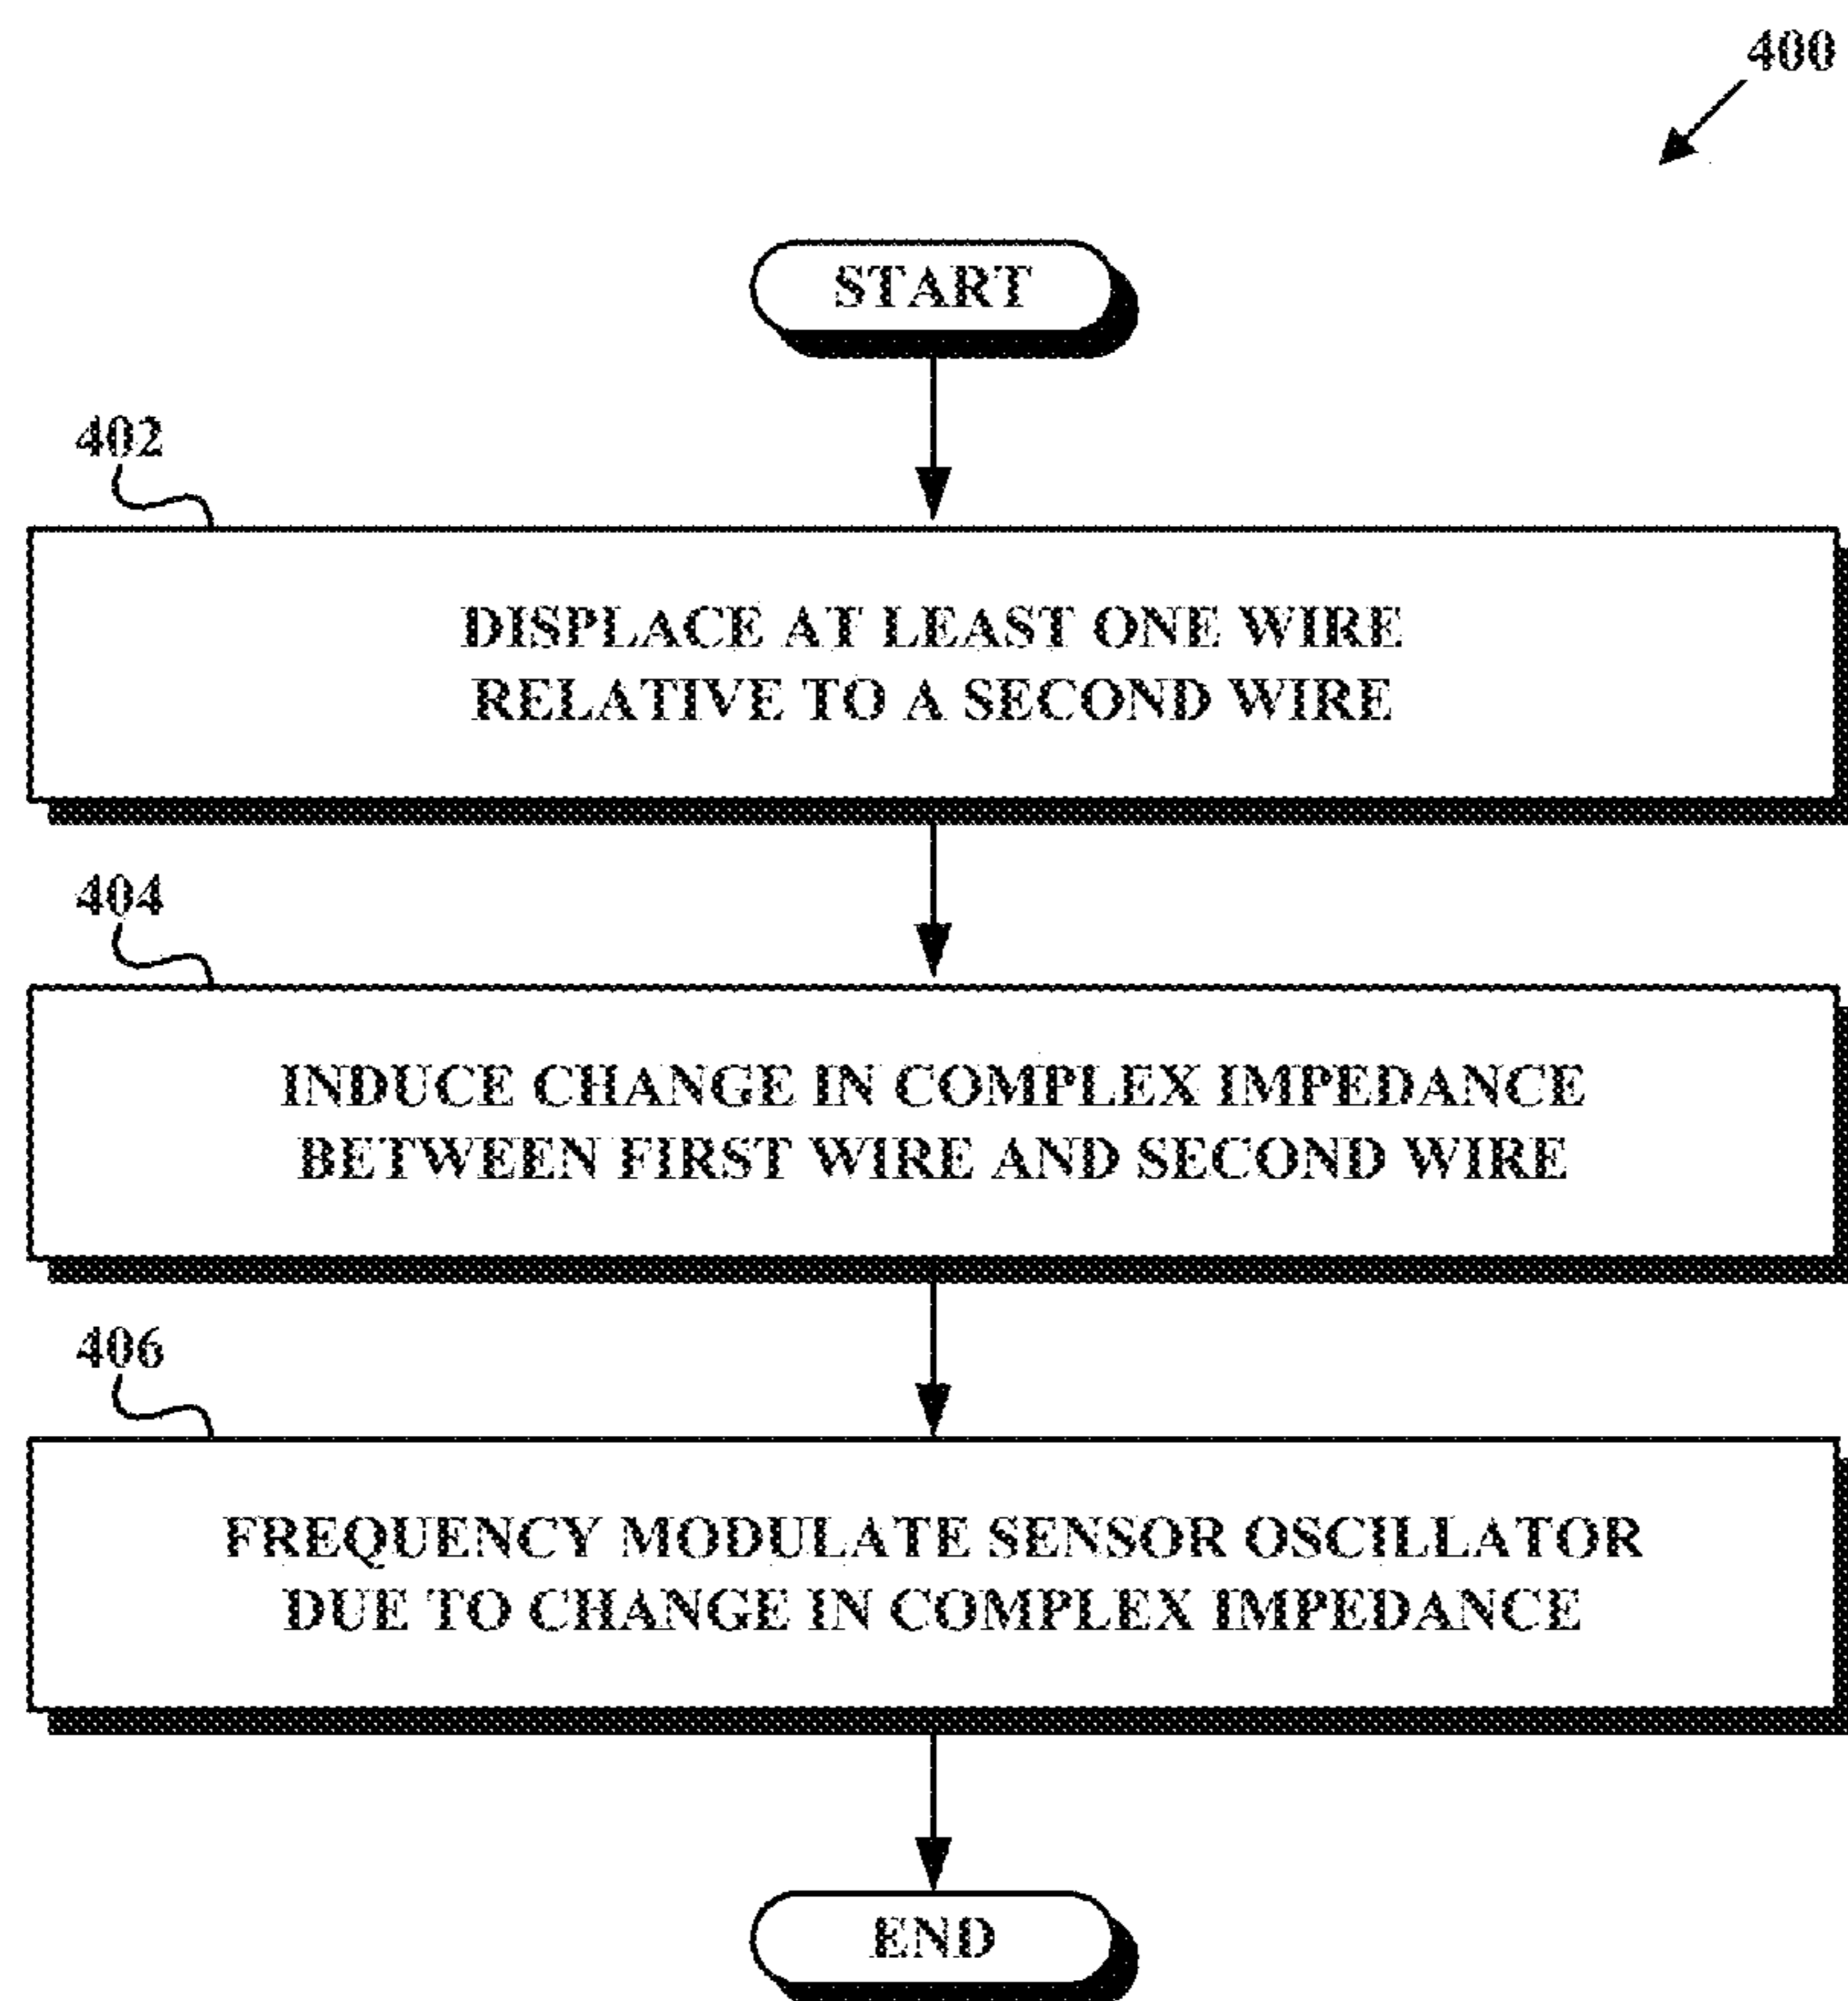 400
START
402
DISPLACE AT LEAST ONE WIRE
RELATIVE TO A SECOND WIRE
404
INDUCE CHANGE IN COMPLEX IMPEDANCE
BETWEEN FIRST WIRE AND SECOND WIRE
406
FREQUENCY MODULATE SENSOR OSCILLATOR
DUE TO CHANGE IN COMPLEX IMPEDANCE
END